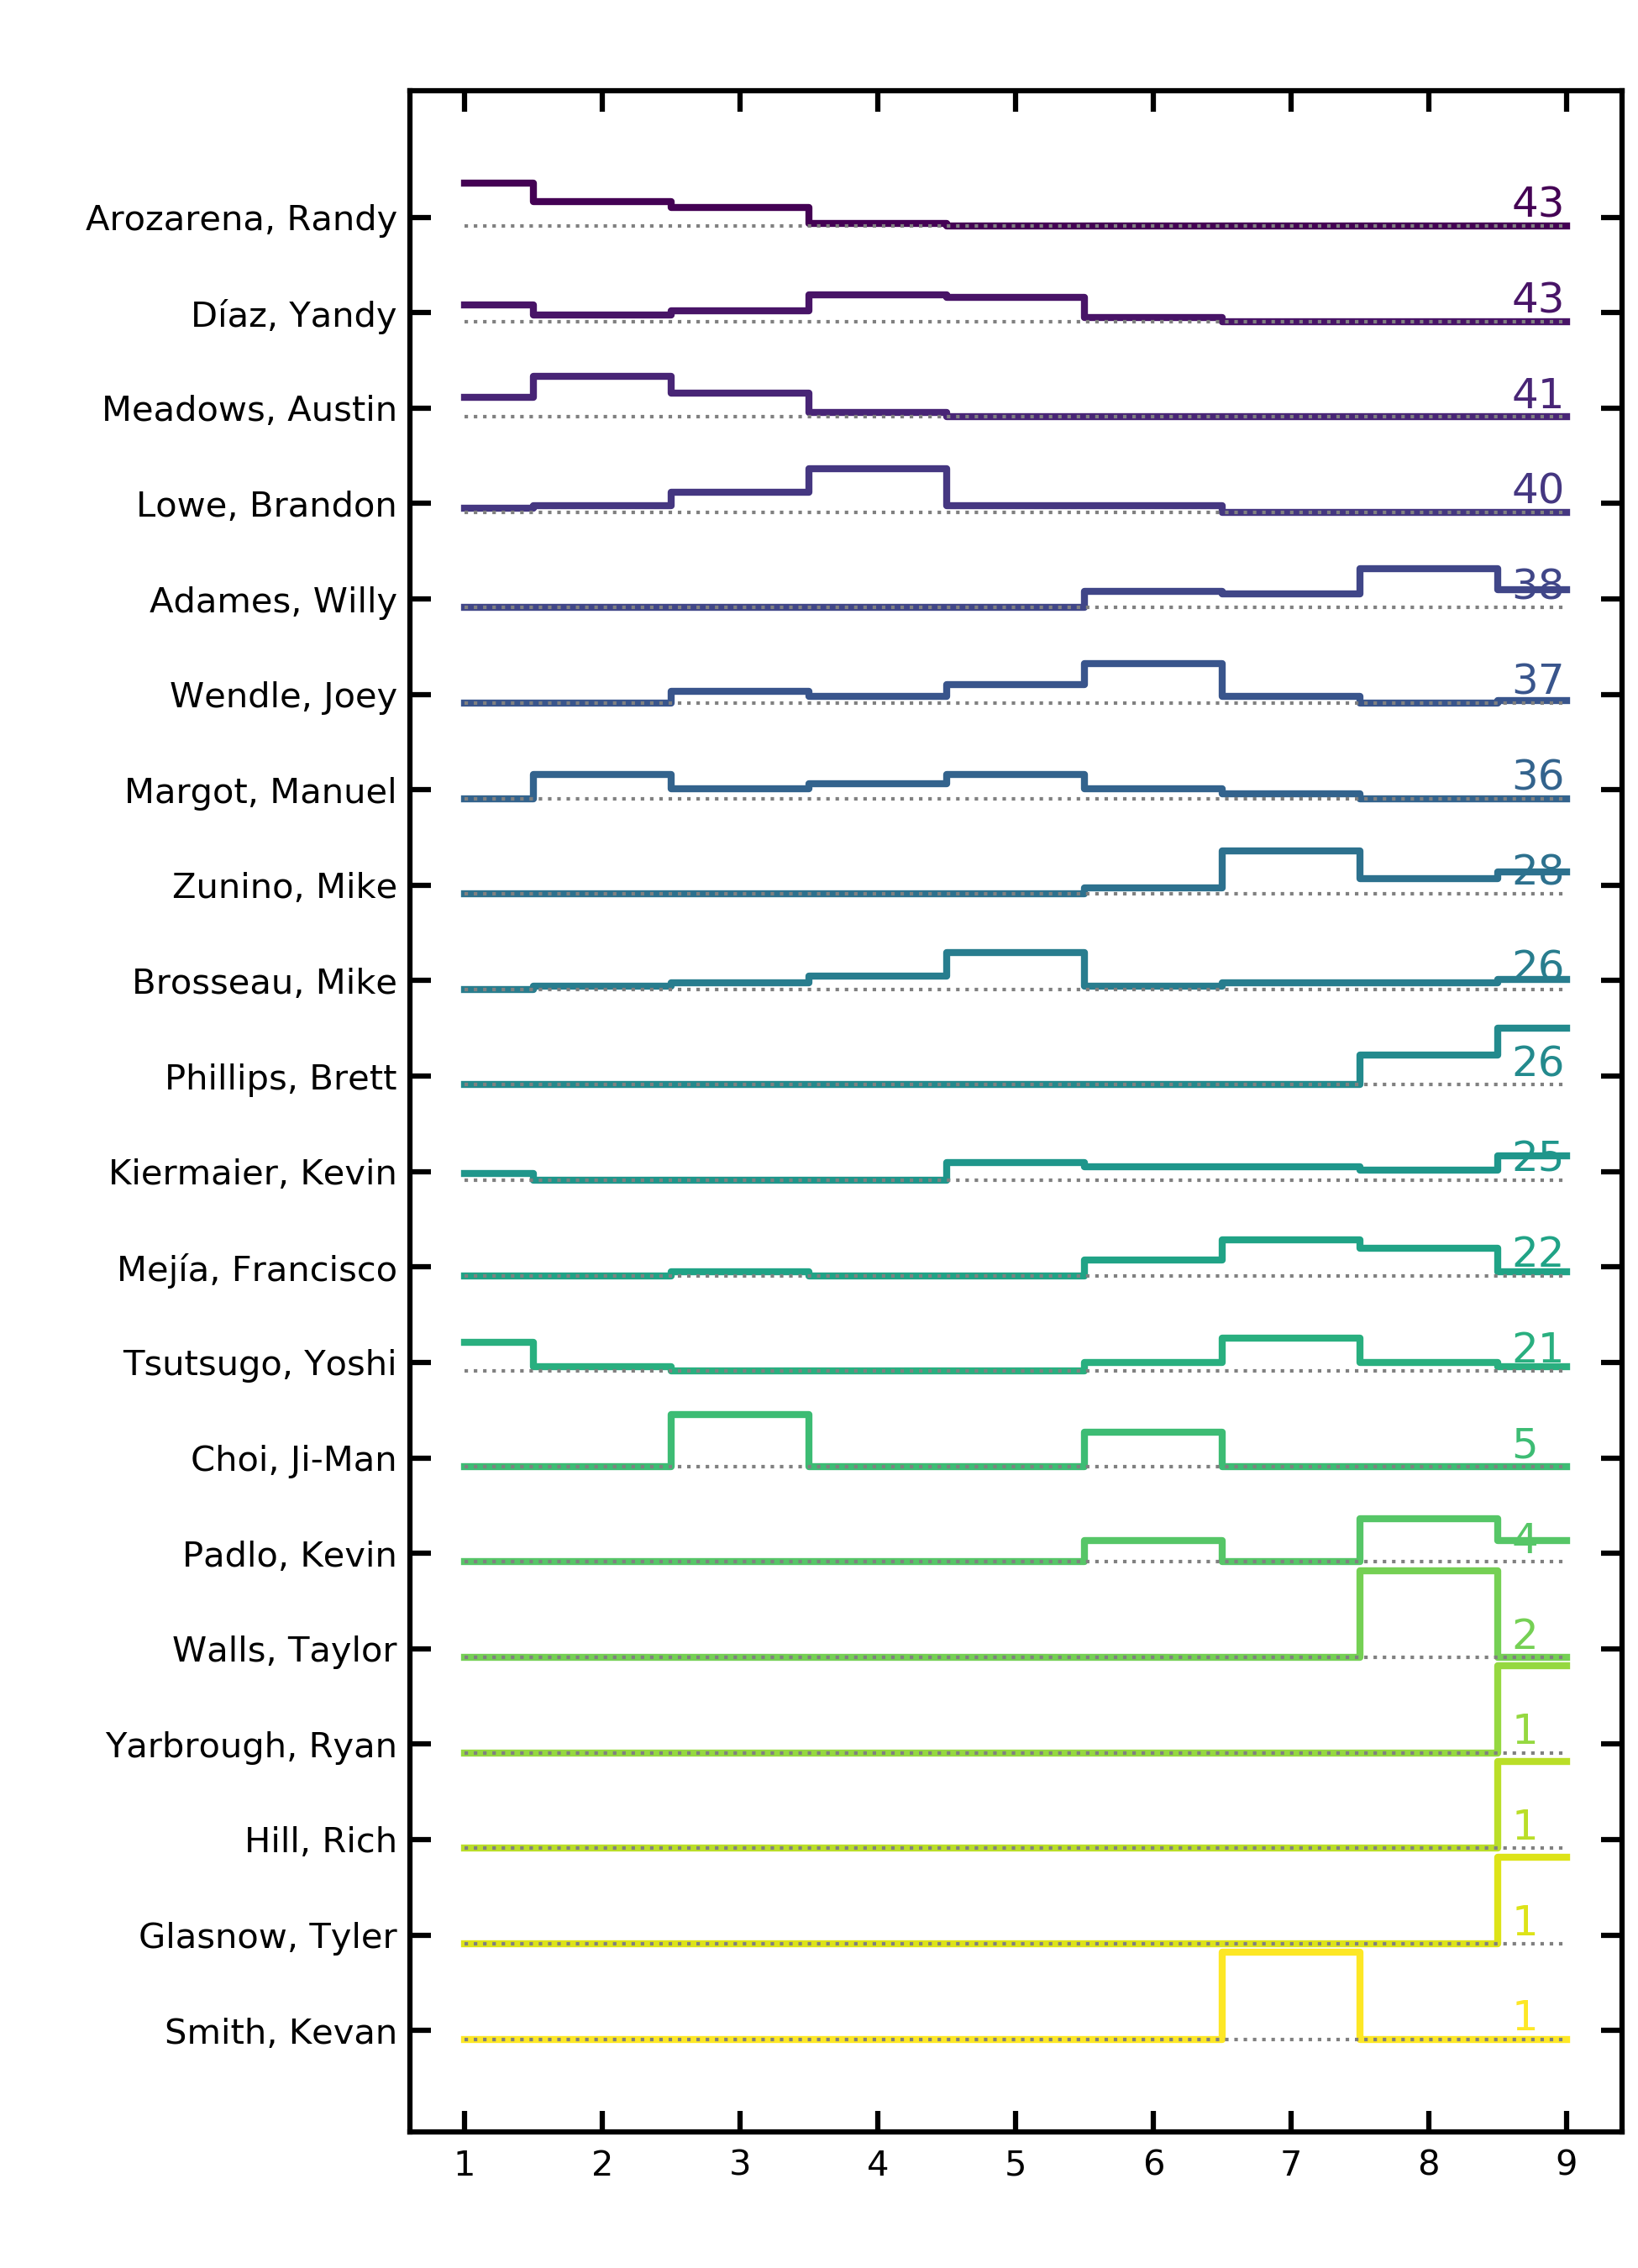 Arozarena, Randy 43
Díaz, Yandy 43
Meadows, Austin 41
Lowe, Brandon 40
Adames, Willy 38
Wendle, Joey 37
Margot, Manuel 36
Zunino, Mike 28
Brosseau, Mike 26
Phillips, Brett 26
Kiermaier, Kevin 25
Mejía, Francisco 22
Tsutsugo, Yoshi 21
Choi, Ji-Man 5
Padlo, Kevin 4
Walls, Taylor 2
Yarbrough, Ryan 1
Hill, Rich 1
Glasnow, Tyler 1
Smith, Kevan 1
1 2 3 4 5 6 7 8 9